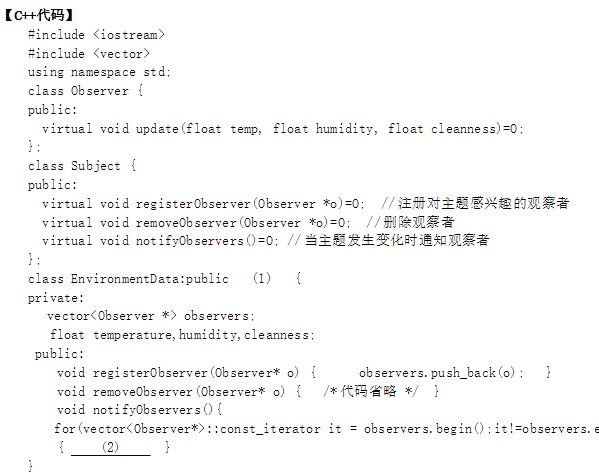 【C++代码】
#include <iostream>
#include <vector>
using namespace std;
class Observer {
public:
virtual void update(float temp, float humidity, float cleanness)=0;
};
class Subject {
public:
virtual void registerObserver(Observer *o)=0; //注册对主题感兴趣的观察者
virtual void removeObserver(Observer *o)=0; //删除观察者
virtual void notifyObservers()=0; //当主题发生变化时通知观察者
};
class EnvironmentData:public (1) {
private:
vector<Observer *> observers;
float temperature,humidity,cleanness;
public:
void registerObserver(Observer* o) { observers.push_back(o); }
void removeObserver(Observer* o) { /*代码省略 */ }
void notifyObservers(){
for(vector<Observer*>::const_iterator it = observers.begin();it!=observers.e
{ (2) }
}